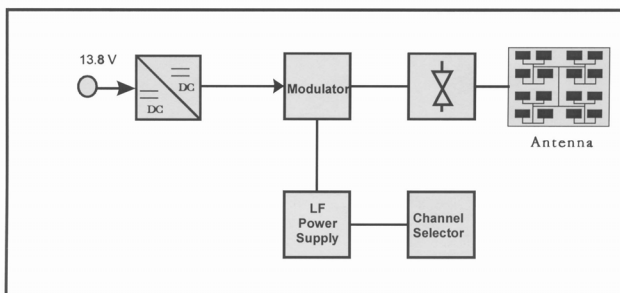 13.8 V
DC
DC
Modulator
Antenna
LF
Power
Supply
Channel
Selector